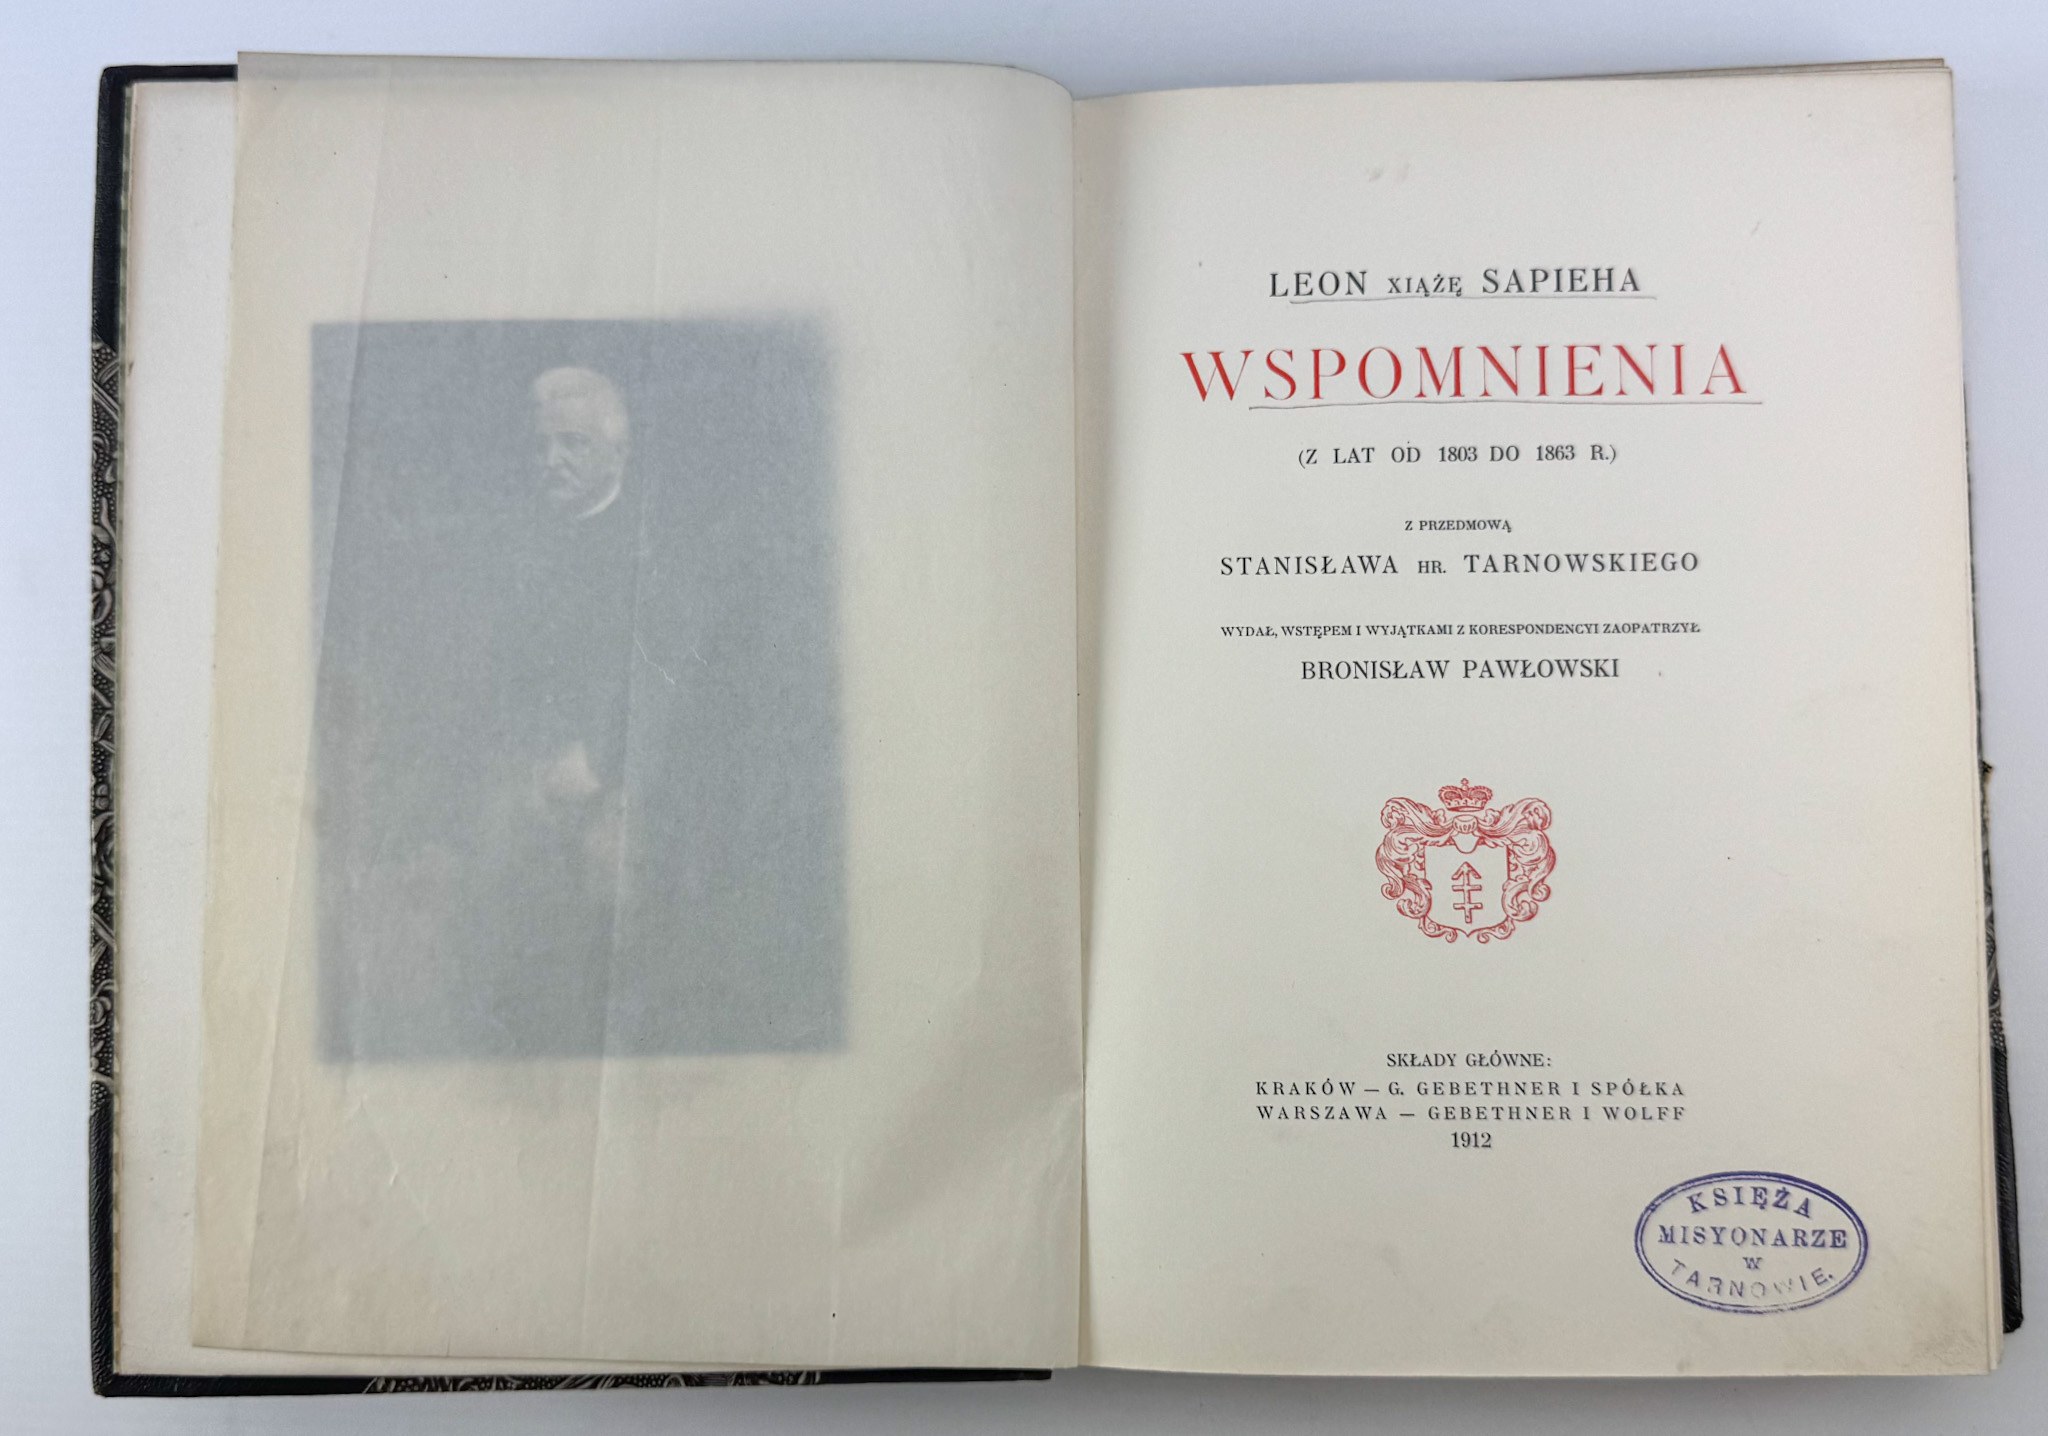 LEON XIĄŻĘ SAPIEHA
WSPOMNIENIA
(Z LAT OD 1803 DO 1863 R.)
Z PRZEDMOWĄ
STANISŁAWA HR. TARNOWSKIEGO
WYDAŁ, WSTĘPEM I WYJĄTKAMI Z KORESPONDENCYI ZAOPATRZYŁ
BRONISŁAW PAWŁOWSKI
SKŁADY GŁÓWNE:
KRAKÓW — G. GEBETHNER I SPÓŁKA
WARSZAWA — GEBETHNER I WOLFF
1912
KSIĘŻA
MISYONARZE
W
TARNOWIE.